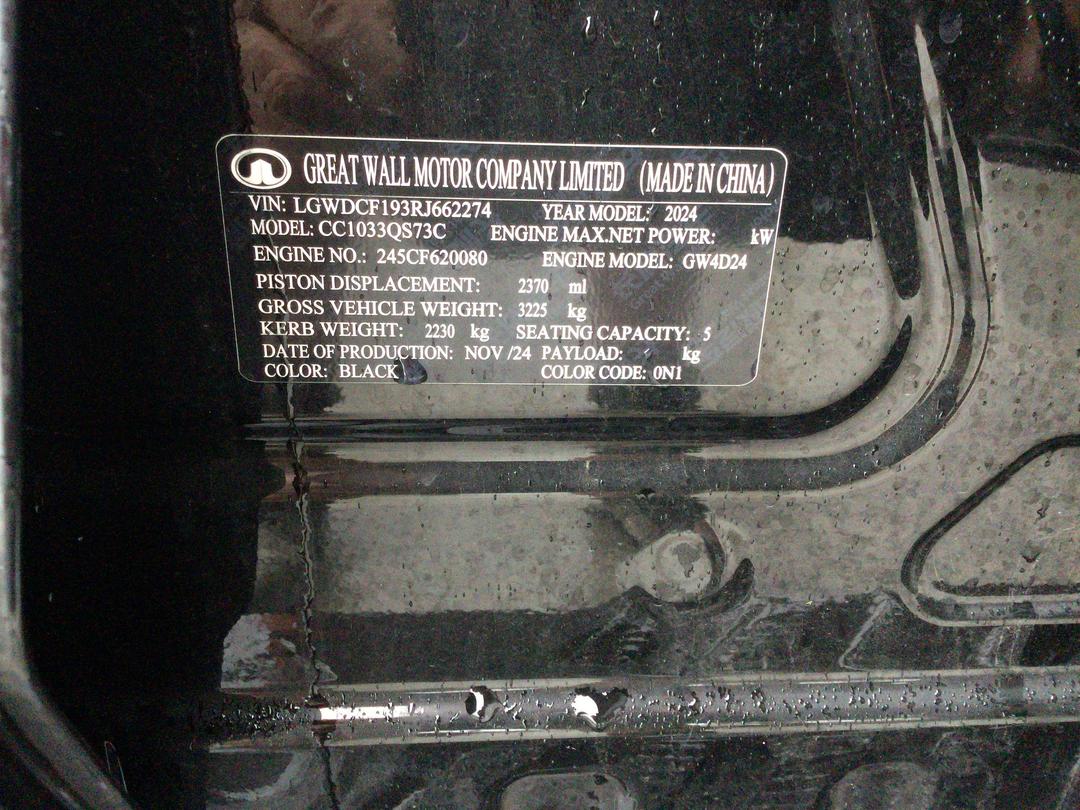 GREAT WALL MOTOR COMPANY LIMITED (MADE IN CHINA)
VIN: LGWDCF193RJ662274 YEAR MODEL: 2024
MODEL: CC1033QS73C ENGINE MAX.NET POWER: kW
ENGINE NO.: 245CF620080 ENGINE MODEL: GW4D24
PISTON DISPLACEMENT: 2370 ml
GROSS VEHICLE WEIGHT: 3225 kg
KERB WEIGHT: 2230 kg SEATING CAPACITY: 5
DATE OF PRODUCTION: NOV /24 PAYLOAD: kg
COLOR: BLACK COLOR CODE: 0N1